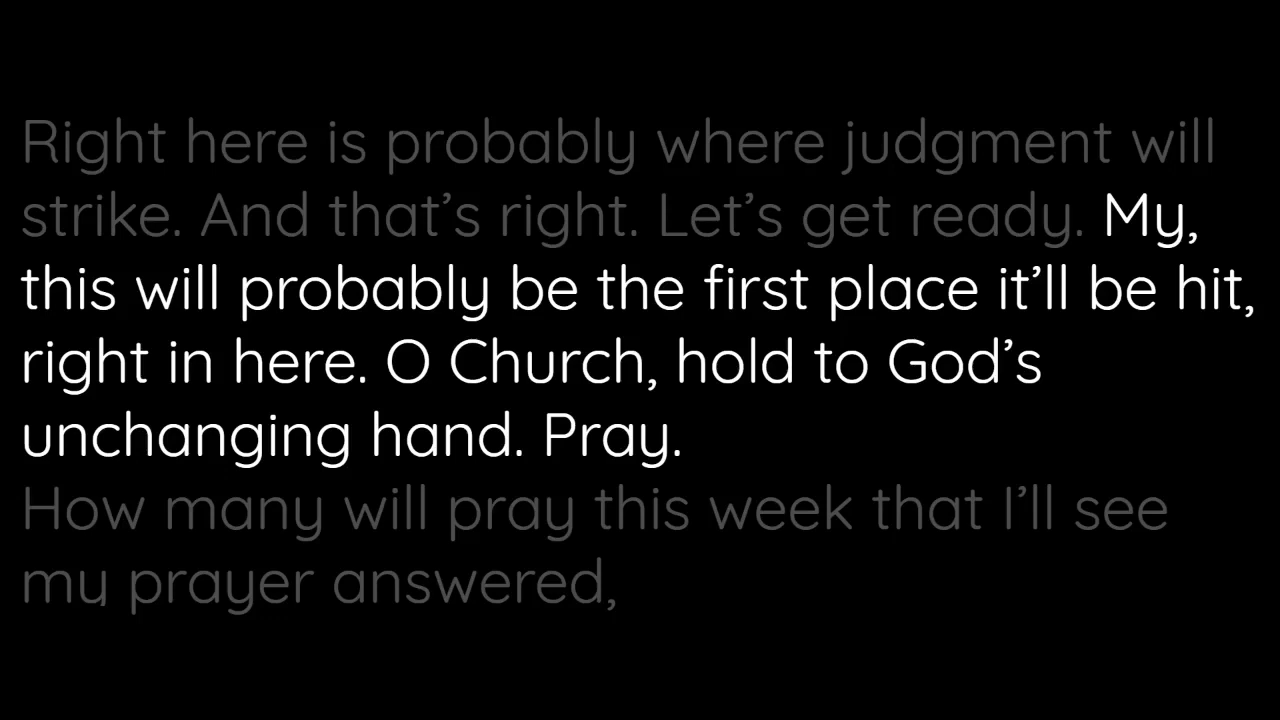 Right here is probably where judgment will
strike. And that’s right. Let’s get ready. My,
this will probably be the first place it’ll be hit,
right in here. O Church, hold to God’s
unchanging hand. Pray.
How many will pray this week that I’ll see
my prayer answered,